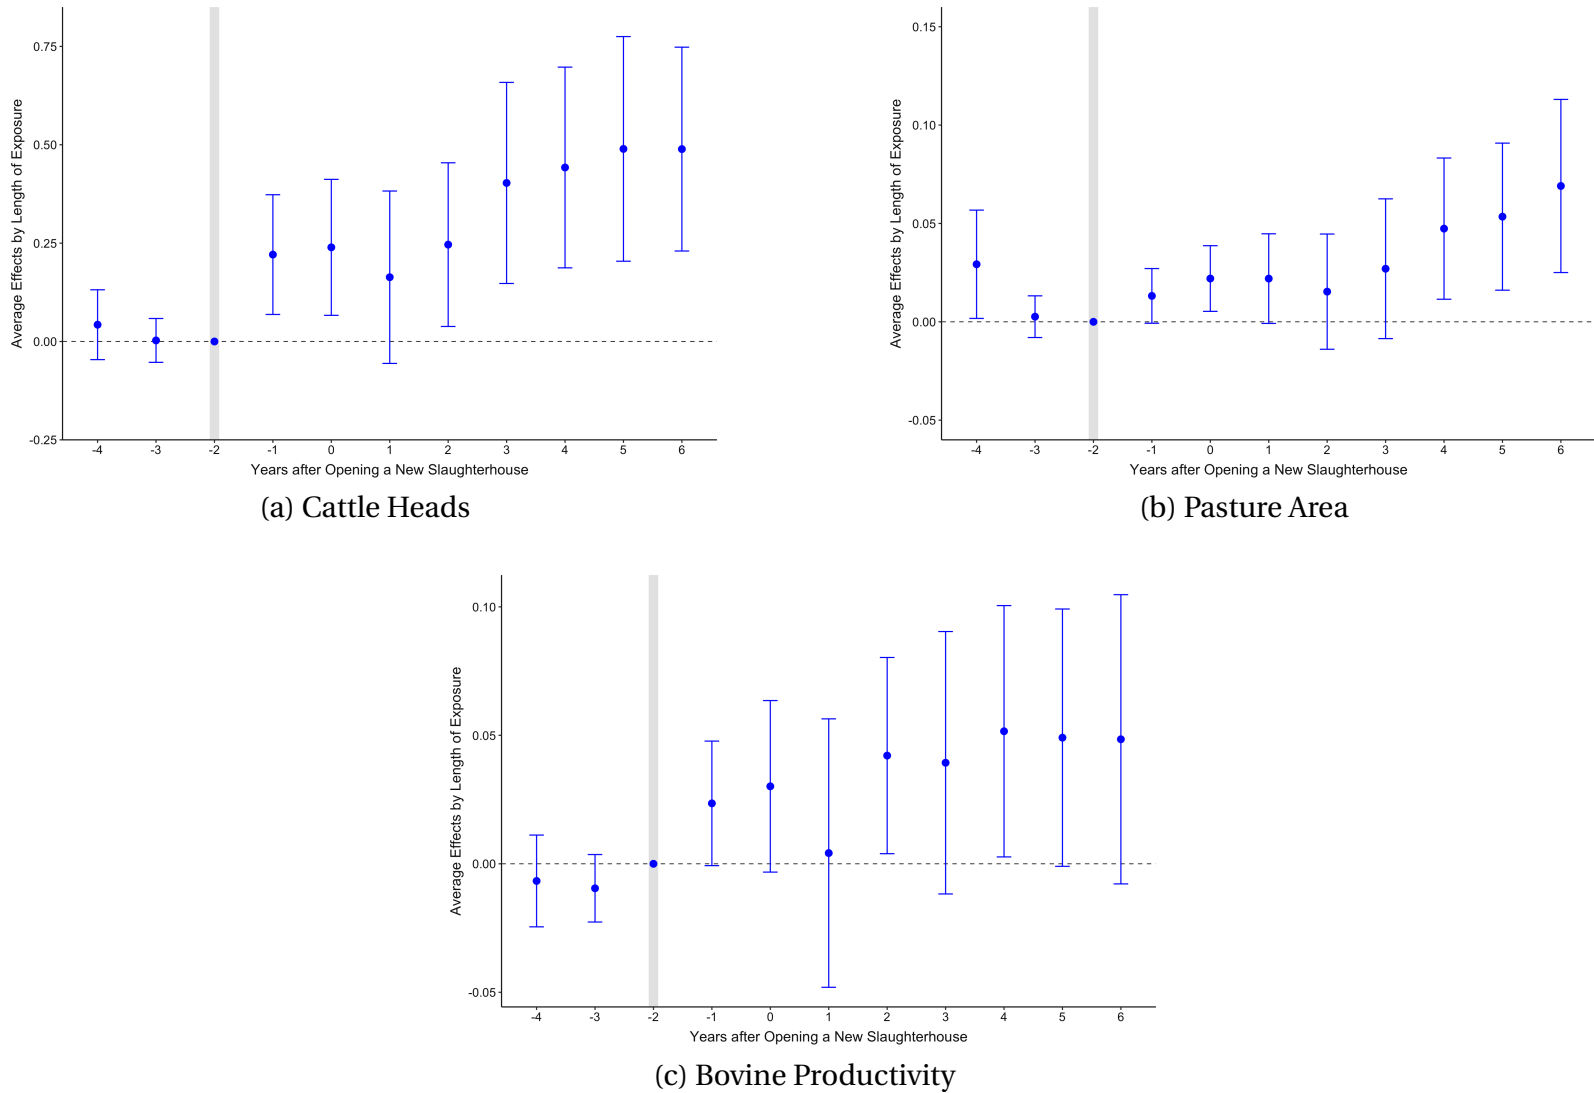 Average Effects by Length of Exposure
0.75
0.50
0.25
0.00
-0.25
-4 -3 -2 -1 0 1 2 3 4 5 6
Years after Opening a New Slaughterhouse
(a) Cattle Heads
Average Effects by Length of Exposure
0.15
0.10
0.05
0.00
-0.05
-4 -3 -2 -1 0 1 2 3 4 5 6
Years after Opening a New Slaughterhouse
(b) Pasture Area
Average Effects by Length of Exposure
0.10
0.05
0.00
-0.05
-4 -3 -2 -1 0 1 2 3 4 5 6
Years after Opening a New Slaughterhouse
(c) Bovine Productivity